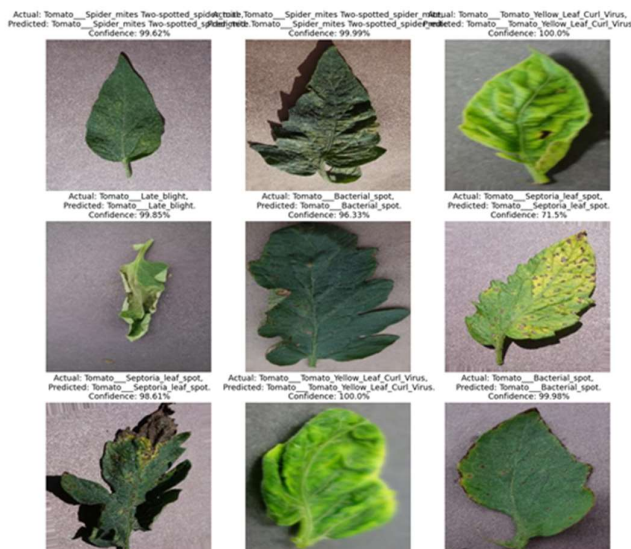 Actual: Tomato___Spider_mites Two-spotted_spider_mite,
Predicted: Tomato___Spider_mites Two-spotted_spider_mite.
Confidence: 99.62%
Actual: Tomato___Spider_mites Two-spotted_spider_mite,
Predicted: Tomato___Spider_mites Two-spotted_spider_mite.
Confidence: 99.99%
Actual: Tomato___Tomato_Yellow_Leaf_Curl_Virus,
Predicted: Tomato___Tomato_Yellow_Leaf_Curl_Virus.
Confidence: 100.0%
Actual: Tomato___Late_blight,
Predicted: Tomato___Late_blight.
Confidence: 99.85%
Actual: Tomato___Bacterial_spot,
Predicted: Tomato___Bacterial_spot.
Confidence: 96.33%
Actual: Tomato___Septoria_leaf_spot,
Predicted: Tomato___Septoria_leaf_spot.
Confidence: 71.5%
Actual: Tomato___Septoria_leaf_spot,
Predicted: Tomato___Septoria_leaf_spot.
Confidence: 98.61%
Actual: Tomato___Tomato_Yellow_Leaf_Curl_Virus,
Predicted: Tomato___Tomato_Yellow_Leaf_Curl_Virus.
Confidence: 100.0%
Actual: Tomato___Bacterial_spot,
Predicted: Tomato___Bacterial_spot.
Confidence: 99.98%